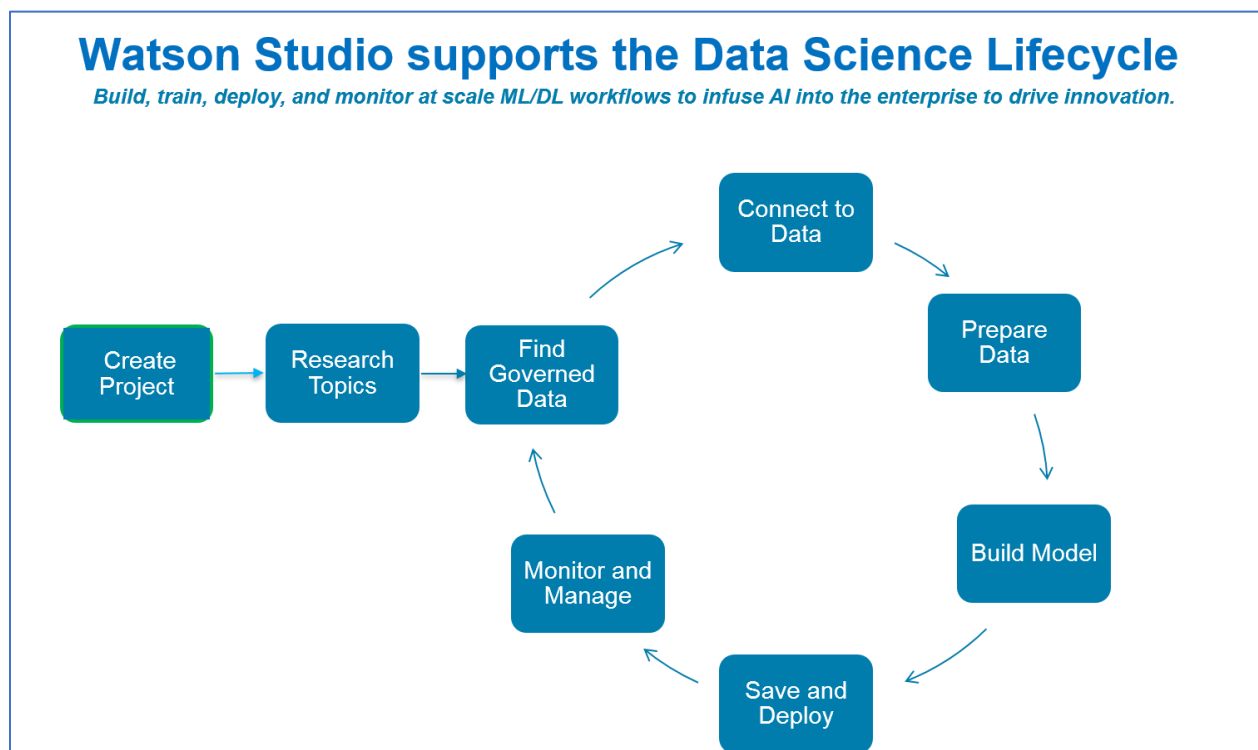 Watson Studio supports the Data Science Lifecycle
Build, train, deploy, and monitor at scale ML/DL workflows to infuse AI into the enterprise to drive innovation.
Create
Project
Research
Topics
Find
Governed
Data
Connect to
Data
Prepare
Data
Build Model
Save and
Deploy
Monitor and
Manage